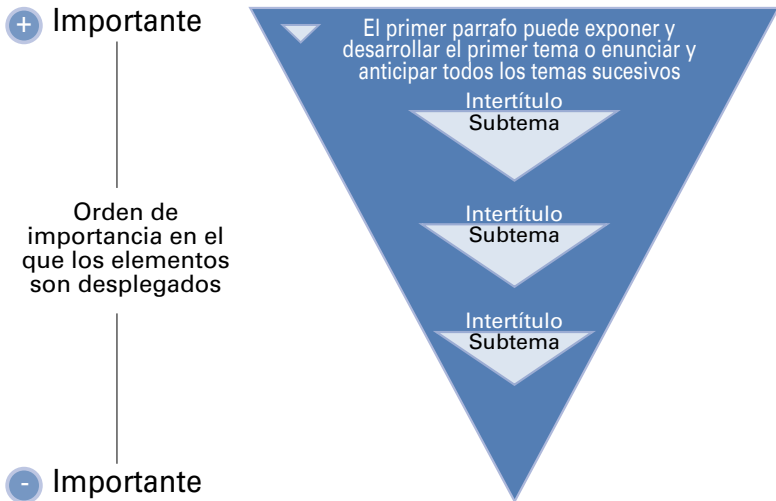 + Importante
El primer parrafo puede exponer y
desarrollar el primer tema o enunciar y
anticipar todos los temas sucesivos
Intertítulo
Subtema
Orden de
importancia en el
que los elementos
son desplegados
Intertítulo
Subtema
Intertítulo
Subtema
- Importante